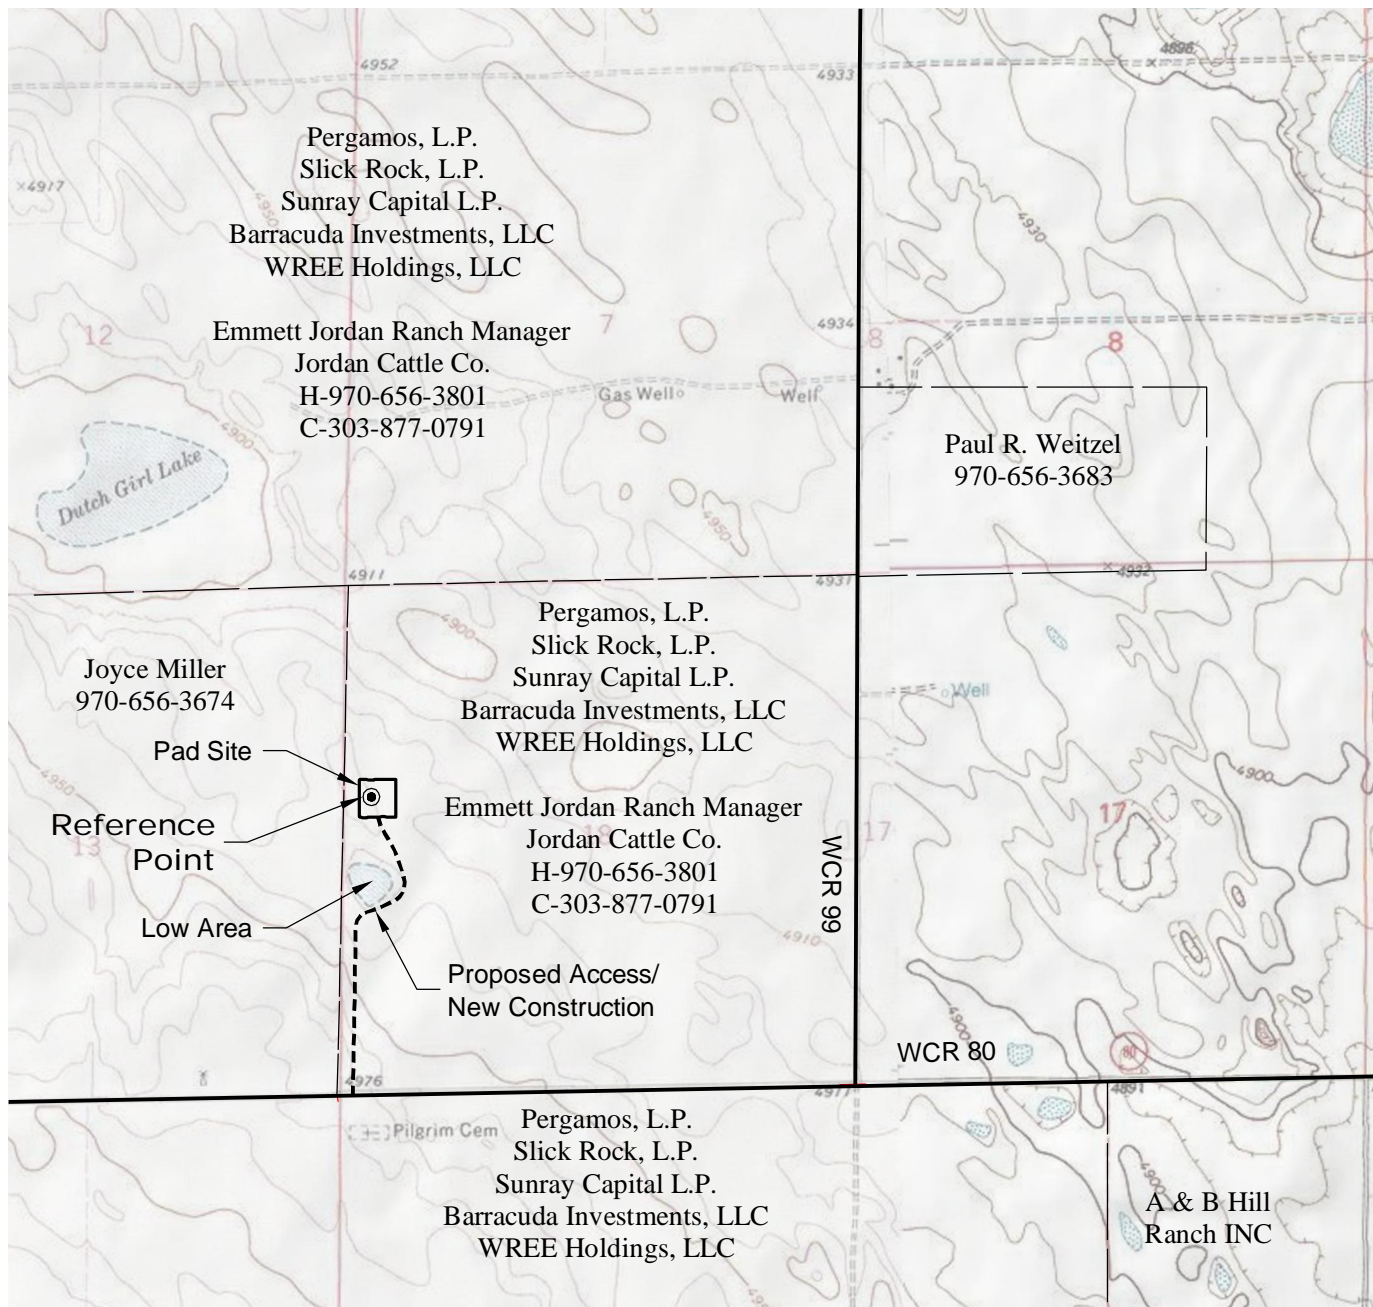 4896
4952
4933
Pergamos, L.P.
Slick Rock, L.P.
Sunray Capital L.P.
Barracuda Investments, LLC
WREE Holdings, LLC
4917
4950
4930
Emmett Jordan Ranch Manager
Jordan Cattle Co.
H-970-656-3801
C-303-877-0791
12
7
4934
8
8
Gas Well
Well
4900
Dutch Girl Lake
Paul R. Weitzel
970-656-3683
4950
4911
4931
4932
Joyce Miller
970-656-3674
4900
Pergamos, L.P.
Slick Rock, L.P.
Sunray Capital L.P.
Barracuda Investments, LLC
WREE Holdings, LLC
Well
Pad Site
4950
4900
Reference
Point
13
Emmett Jordan Ranch Manager
Jordan Cattle Co.
H-970-656-3801
C-303-877-0791
18
WCR 99
17
17
Low Area
4910
Proposed Access/
New Construction
4900
WCR 80
80
4976
4911
4891
Pilgrim Cem
Pergamos, L.P.
Slick Rock, L.P.
Sunray Capital L.P.
Barracuda Investments, LLC
WREE Holdings, LLC
4900
A & B Hill
Ranch INC